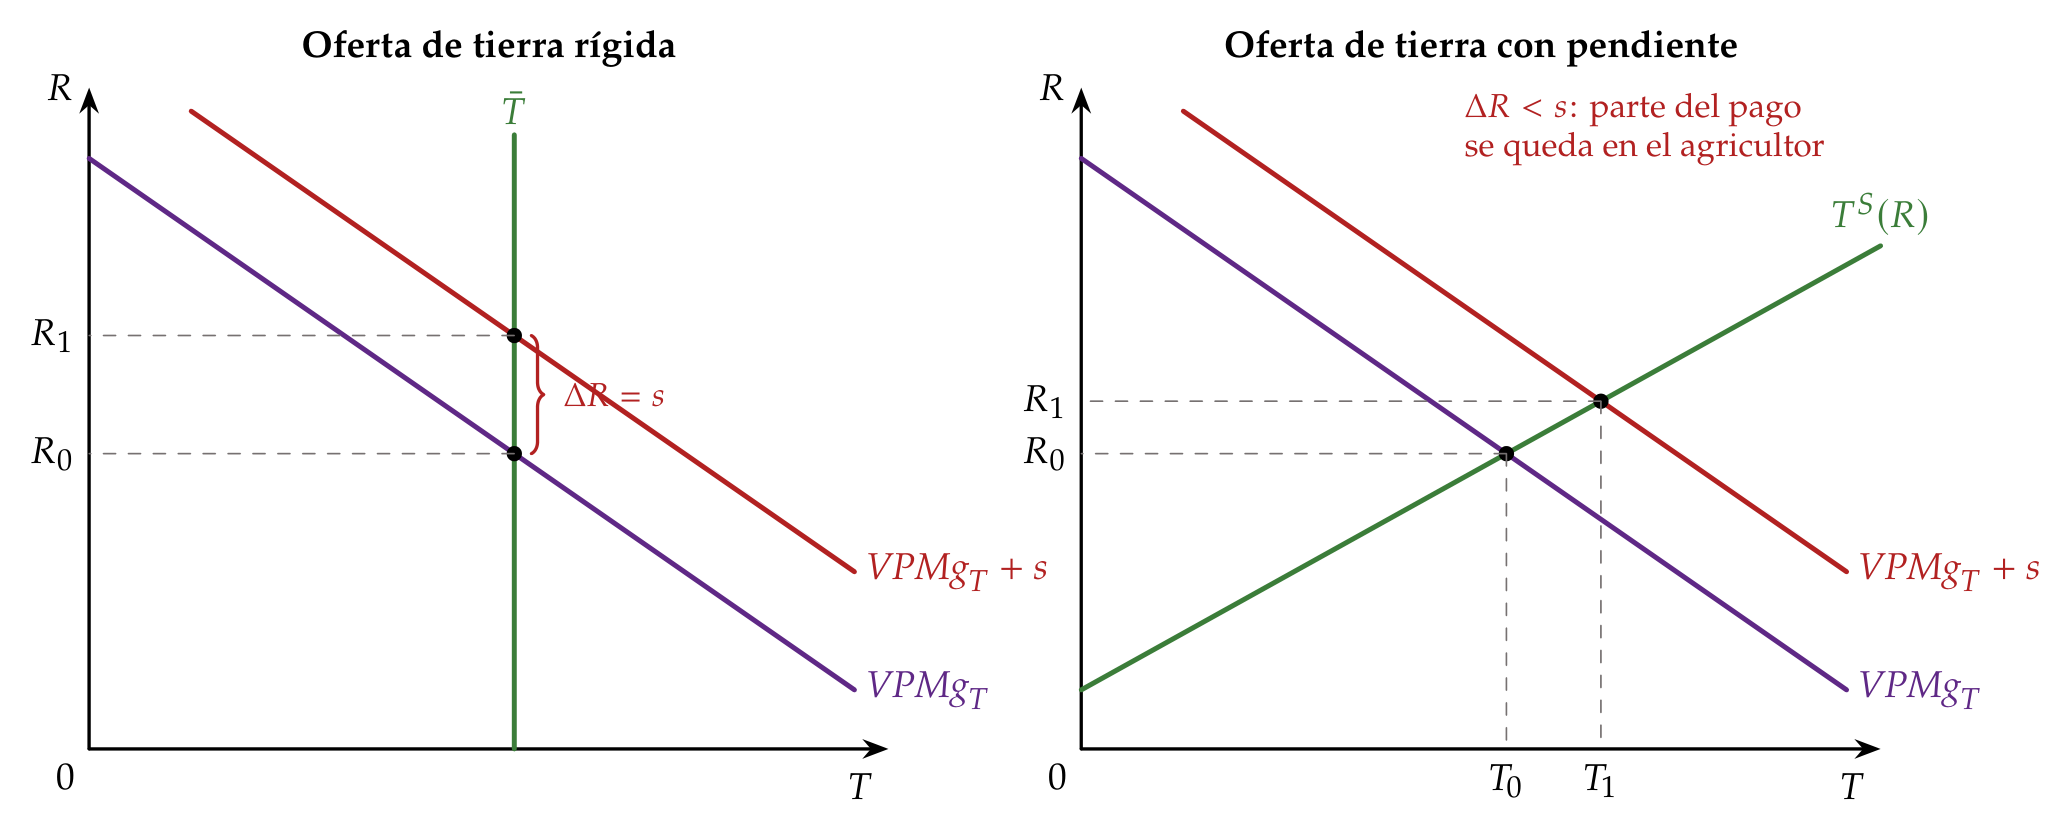 Oferta de tierra rígida
R
T̄
R₁
ΔR = s
R₀
VPMg_T + s
VPMg_T
0
T
Oferta de tierra con pendiente
R
ΔR < s: parte del pago
se queda en el agricultor
T^S(R)
R₁
R₀
VPMg_T + s
VPMg_T
0
T₀
T₁
T